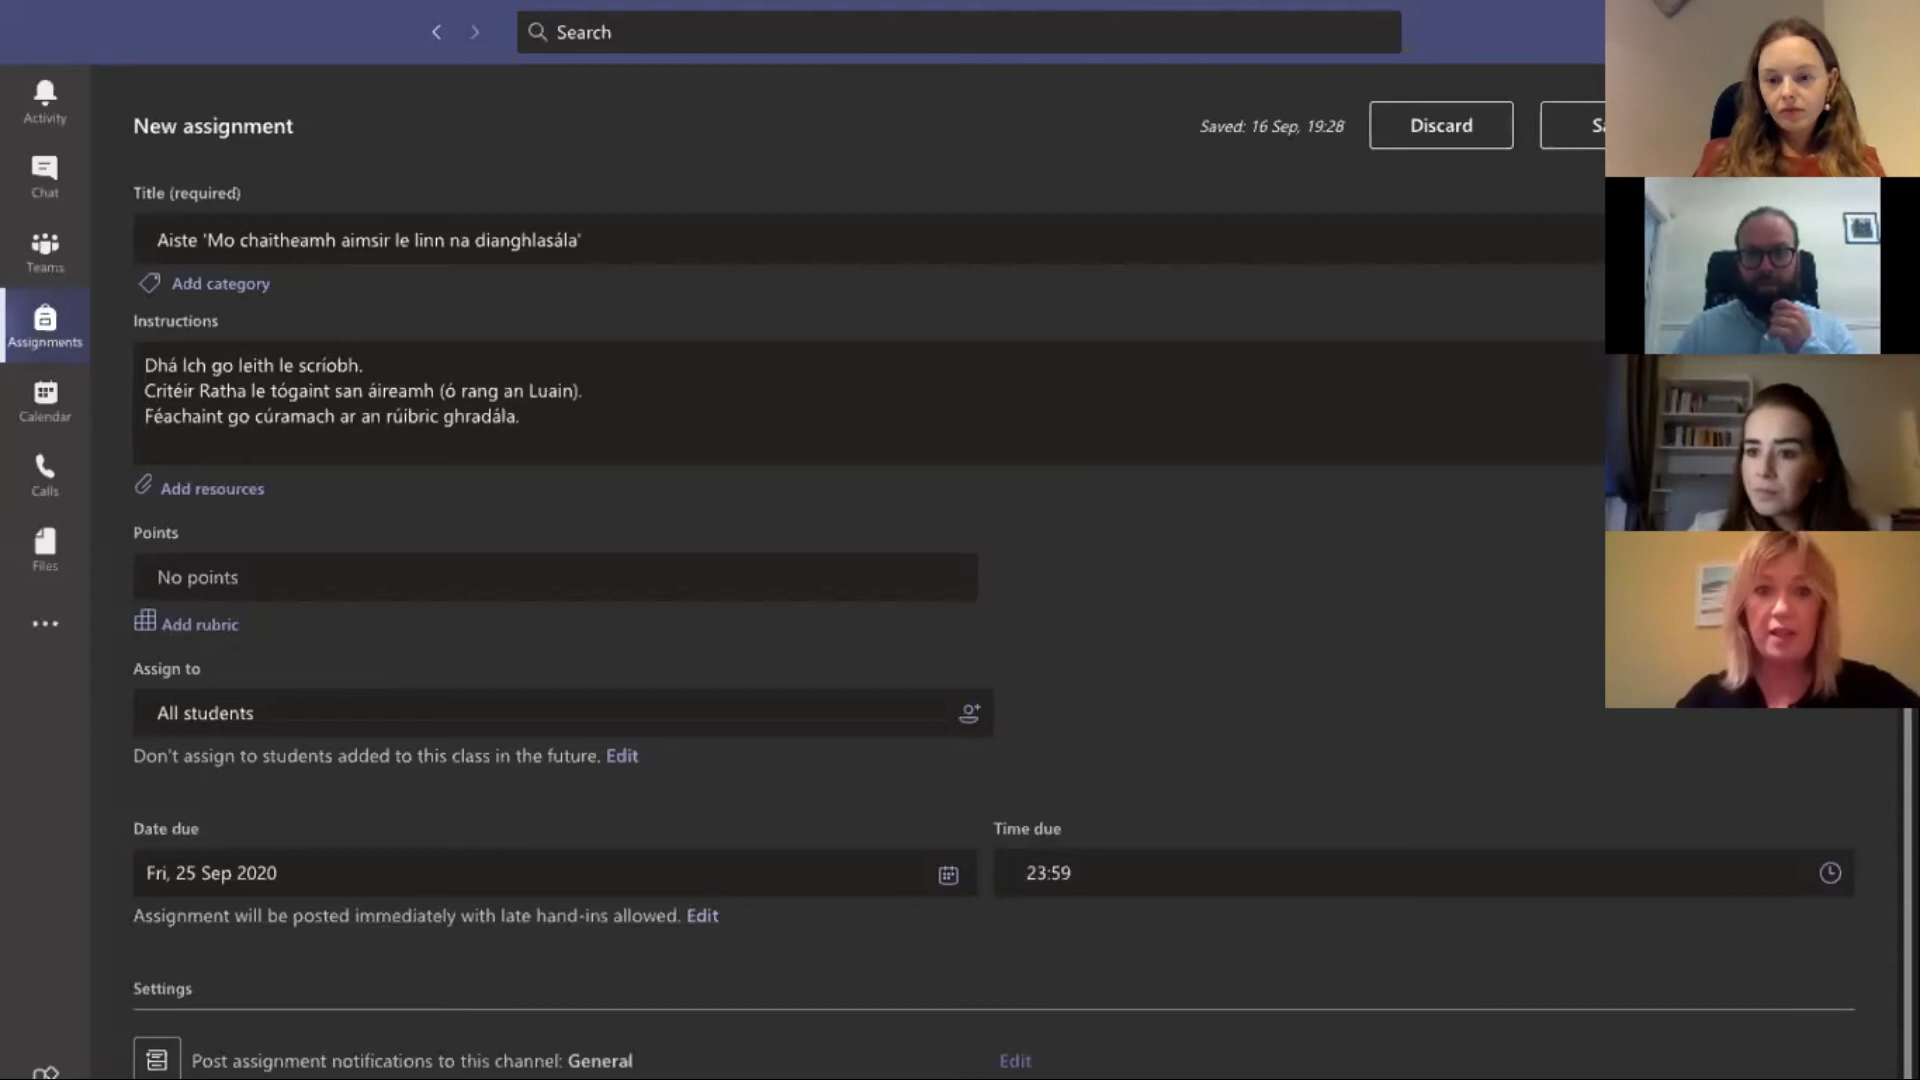 Search
Activity
Chat
Teams
Assignments
Calendar
Calls
Files
New assignment
Saved: 16 Sep, 19:28
Discard
Title (required)
Aiste 'Mo chaitheamh aimsir le linn na dianghlasála'
Add category
Instructions
Dhá lch go leith le scríobh.
Critéir Ratha le tógaint san áireamh (ó rang an Luain).
Féachaint go cúramach ar an rúibric ghradála.
Add resources
Points
No points
Add rubric
Assign to
All students
Don't assign to students added to this class in the future. Edit
Date due
Time due
Fri, 25 Sep 2020
23:59
Assignment will be posted immediately with late hand-ins allowed. Edit
Settings
Post assignment notifications to this channel: General
Edit